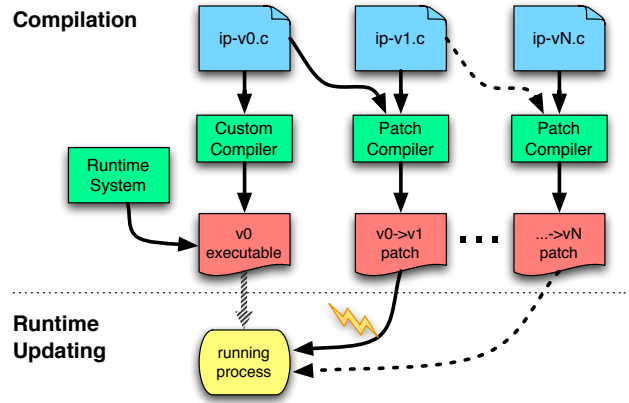 Compilation
ip-v0.c
ip-v1.c
ip-vN.c
Custom
Compiler
Patch
Compiler
Patch
Compiler
Runtime
System
v0
executable
v0->v1
patch
...->vN
patch
Runtime
Updating
running
process